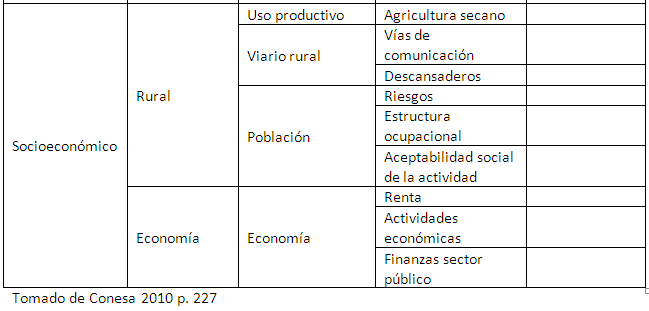 Uso productivo
Agricultura secano
Viario rural
Vías de
comunicación
Descansaderos
Rural
Riesgos
Estructura
ocupacional
Población
Aceptabilidad social
de la actividad
Socioeconómico
Renta
Economía
Economía
Actividades
económicas
Finanzas sector
público
Tomado de Conesa 2010 p. 227